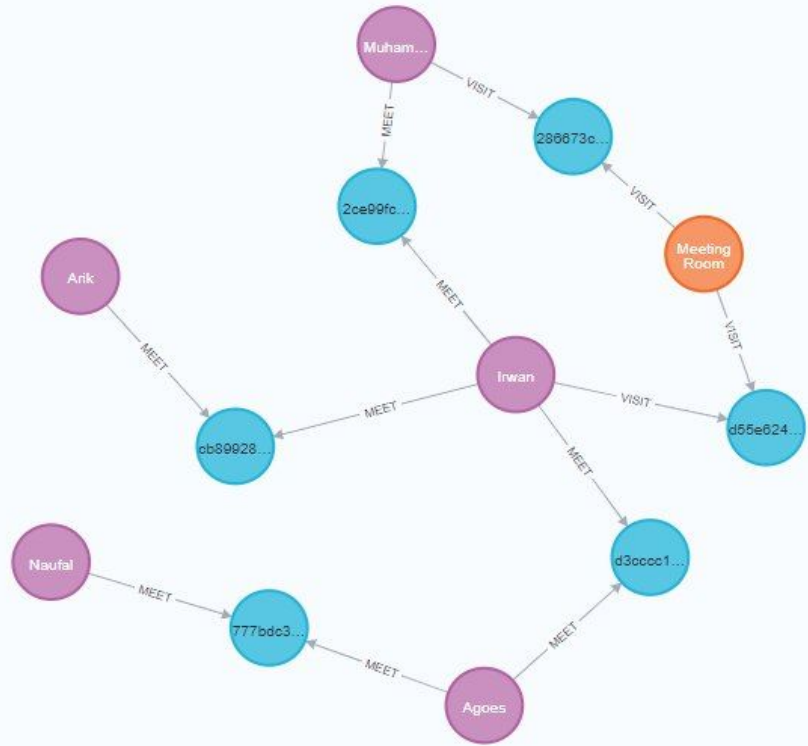 Muham...
VISIT
MEET
286673c...
2ce99fc...
VISIT
Meeting
Room
Arik
MEET
VISIT
MEET
Irwan
MEET
VISIT
d55e624...
cb89928...
MEET
d3cccc1...
Naufal
MEET
777bdc3...
MEET
MEET
Agoes